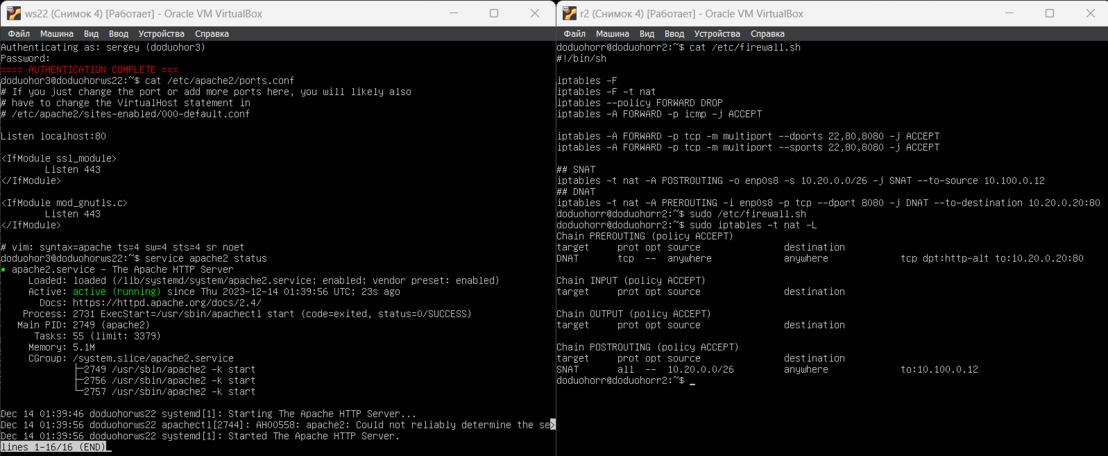 ws22 (Снимок 4) [Работает] - Oracle VM VirtualBox
Файл Машина Вид Ввод Устройства Справка
Authenticating as: sergey (doduohor3)
Password:
==== AUTHENTICATION COMPLETE ===
doduohor3@doduohorws22:~$ cat /etc/apache2/ports.conf
# If you just change the port or add more ports here, you will likely also
# have to change the VirtualHost statement in
# /etc/apache2/sites-enabled/000-default.conf
Listen localhost:80
<IfModule ssl_module>
Listen 443
</IfModule>
<IfModule mod_gnutls.c>
Listen 443
</IfModule>
# vim: syntax=apache ts=4 sw=4 sts=4 sr noet
doduohor3@doduohorws22:~$ service apache2 status
● apache2.service - The Apache HTTP Server
Loaded: loaded (/lib/systemd/system/apache2.service; enabled; vendor preset: enabled)
Active: active (running) since Thu 2023-12-14 01:39:56 UTC; 23s ago
Docs: https://httpd.apache.org/docs/2.4/
Process: 2731 ExecStart=/usr/sbin/apachectl start (code=exited, status=0/SUCCESS)
Main PID: 2749 (apache2)
Tasks: 55 (limit: 3379)
Memory: 5.1M
CGroup: /system.slice/apache2.service
├─2749 /usr/sbin/apache2 -k start
├─2756 /usr/sbin/apache2 -k start
└─2757 /usr/sbin/apache2 -k start
Dec 14 01:39:46 doduohorws22 systemd[1]: Starting The Apache HTTP Server...
Dec 14 01:39:56 doduohorws22 apachectl[2744]: AH00558: apache2: Could not reliably determine the se>
Dec 14 01:39:56 doduohorws22 systemd[1]: Started The Apache HTTP Server.
lines 1-16/16 (END)
r2 (Снимок 4) [Работает] - Oracle VM VirtualBox
Файл Машина Вид Ввод Устройства Справка
doduohorr@doduohorr2:~$ cat /etc/firewall.sh
#!/bin/sh
iptables -F
iptables -F -t nat
iptables --policy FORWARD DROP
iptables -A FORWARD -p icmp -j ACCEPT
iptables -A FORWARD -p tcp -m multiport --dports 22,80,8080 -j ACCEPT
iptables -A FORWARD -p tcp -m multiport --sports 22,80,8080 -j ACCEPT
## SNAT
iptables -t nat -A POSTROUTING -o enp0s8 -s 10.20.0.0/26 -j SNAT --to-source 10.100.0.12
## DNAT
iptables -t nat -A PREROUTING -i enp0s8 -p tcp --dport 8080 -j DNAT --to-destination 10.20.0.20:80
doduohorr@doduohorr2:~$ sudo /etc/firewall.sh
doduohorr@doduohorr2:~$ sudo iptables -t nat -L
Chain PREROUTING (policy ACCEPT)
target prot opt source destination
DNAT tcp -- anywhere anywhere tcp dpt:http-alt to:10.20.0.20:80
Chain INPUT (policy ACCEPT)
target prot opt source destination
Chain OUTPUT (policy ACCEPT)
target prot opt source destination
Chain POSTROUTING (policy ACCEPT)
target prot opt source destination
SNAT all -- 10.20.0.0/26 anywhere to:10.100.0.12
doduohorr@doduohorr2:~$ _